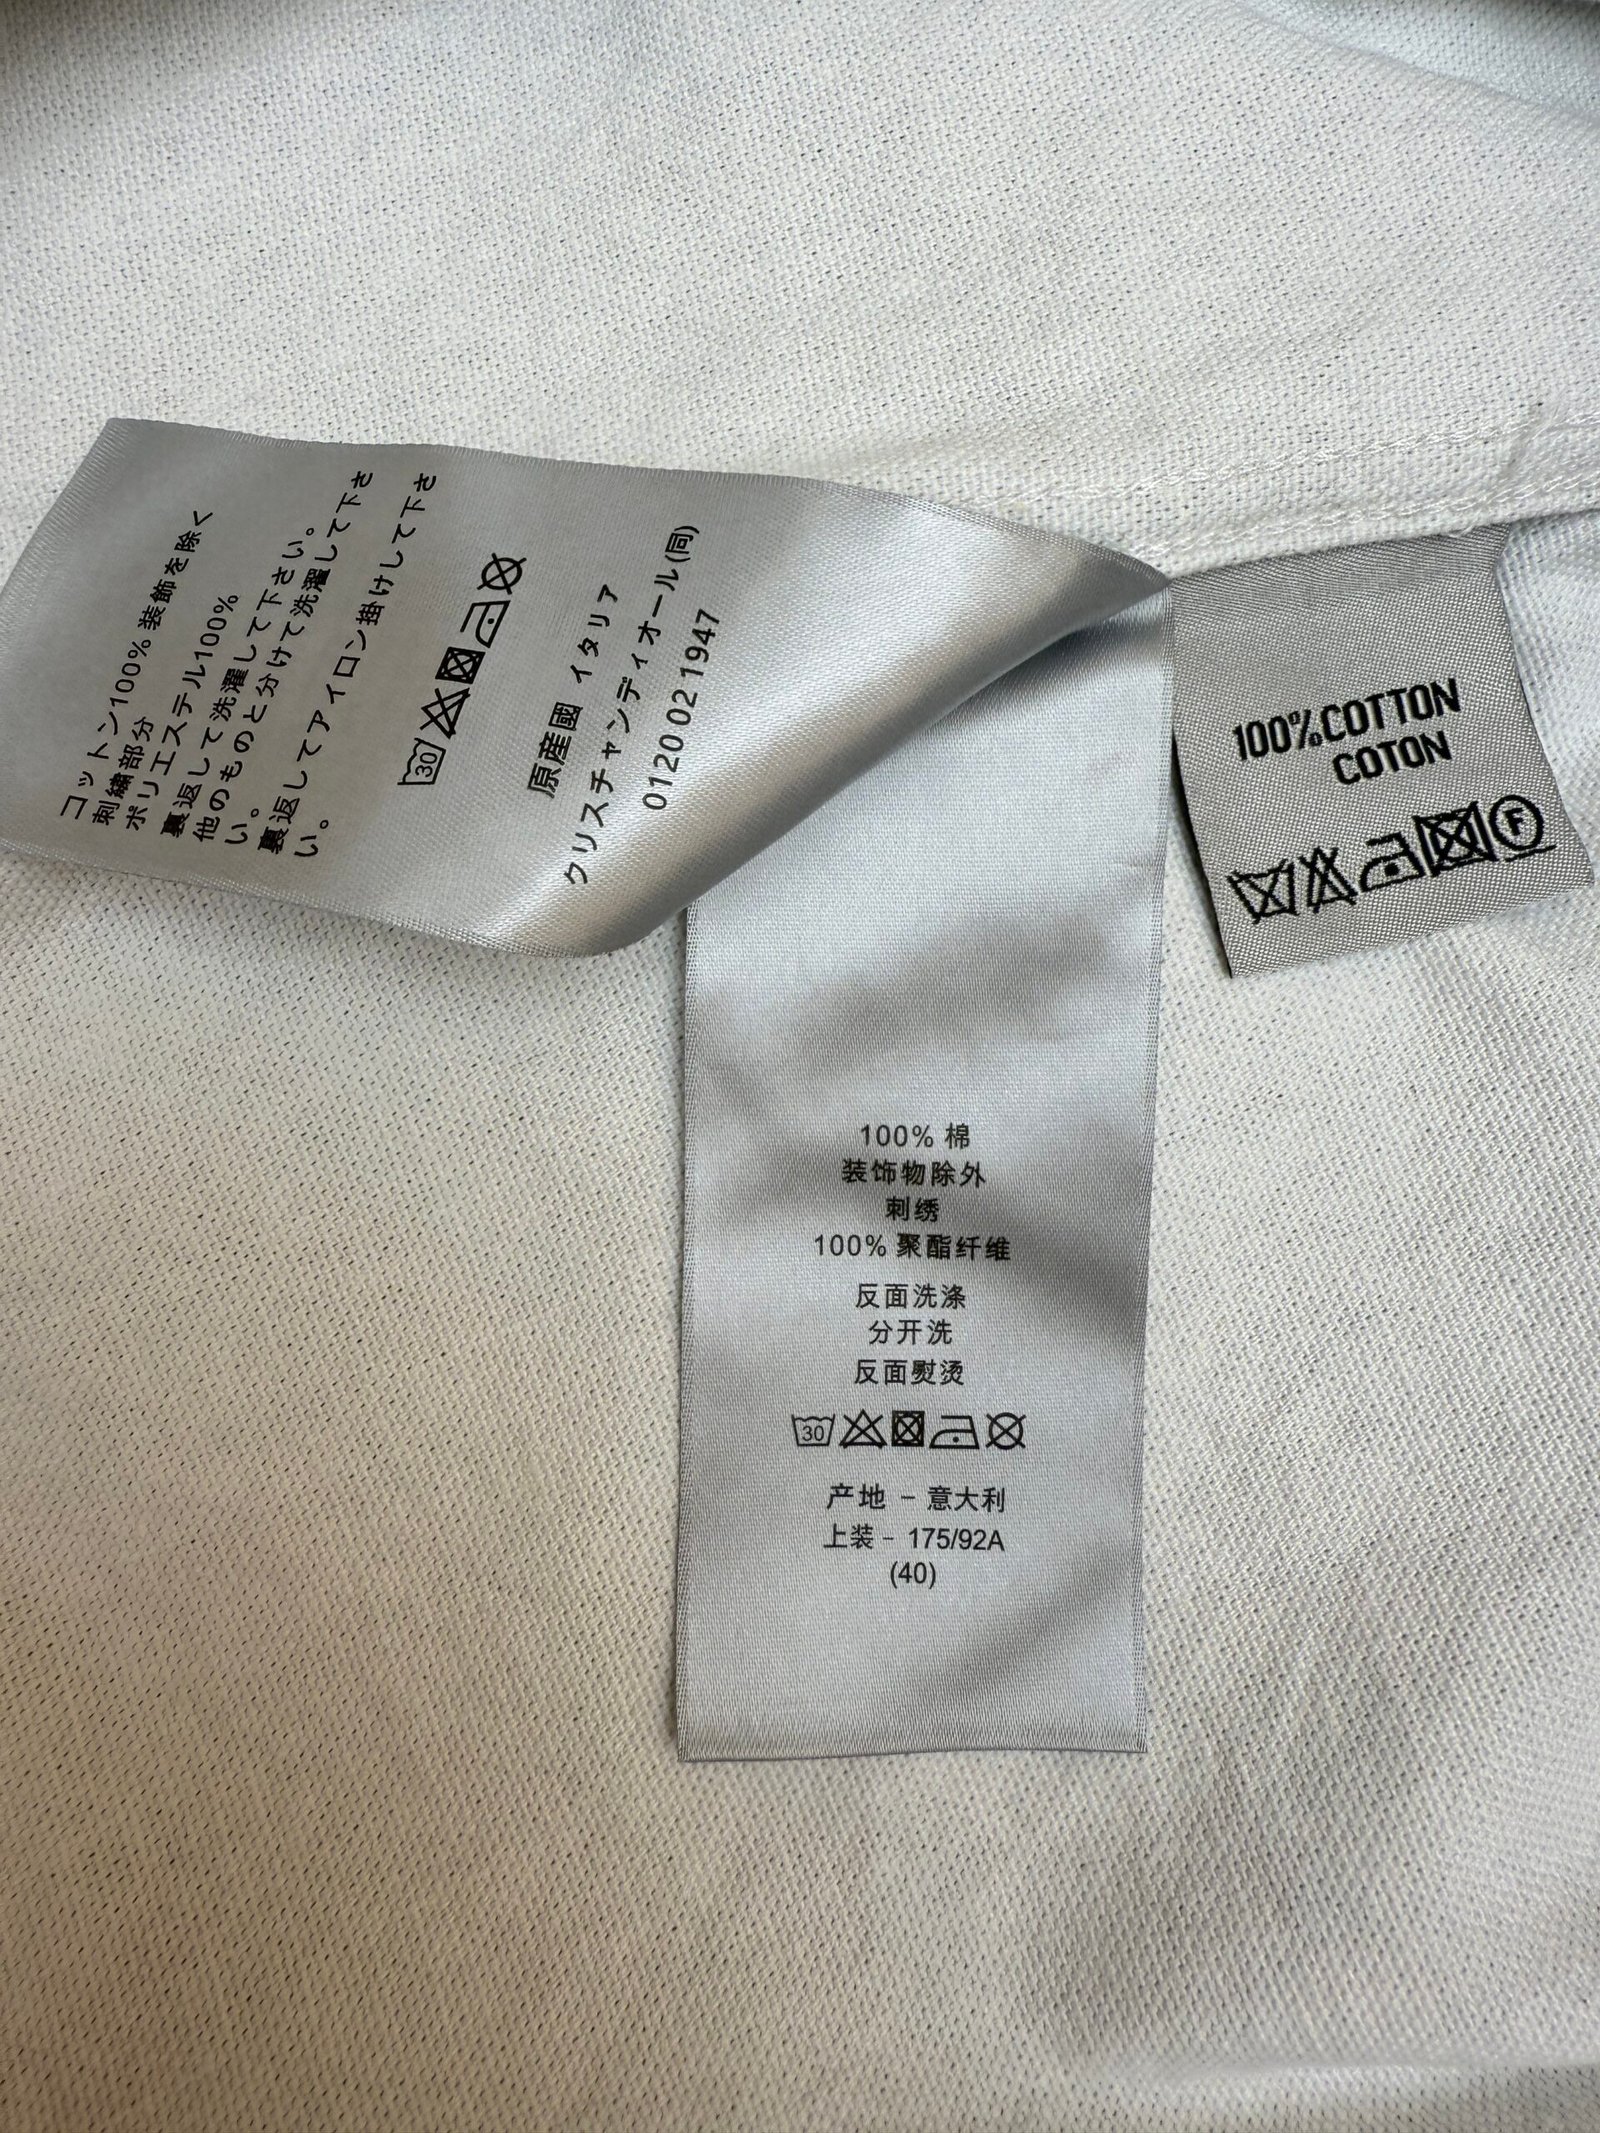 コットン100% 装飾を除く
刺繍部分
ポリエステル100%
裏返して洗濯して下さい。
他のものと分けて洗濯して下さ
い。
裏返してアイロン掛けして下さ
い。
30
原産國 イタリア
クリスチャンディオール(同)
0120 02 1947
100%COTTON
COTON
F
100% 棉
装饰物除外
刺绣
100% 聚酯纤维
反面洗涤
分开洗
反面熨烫
30
产地 - 意大利
上装 - 175/92A
(40)